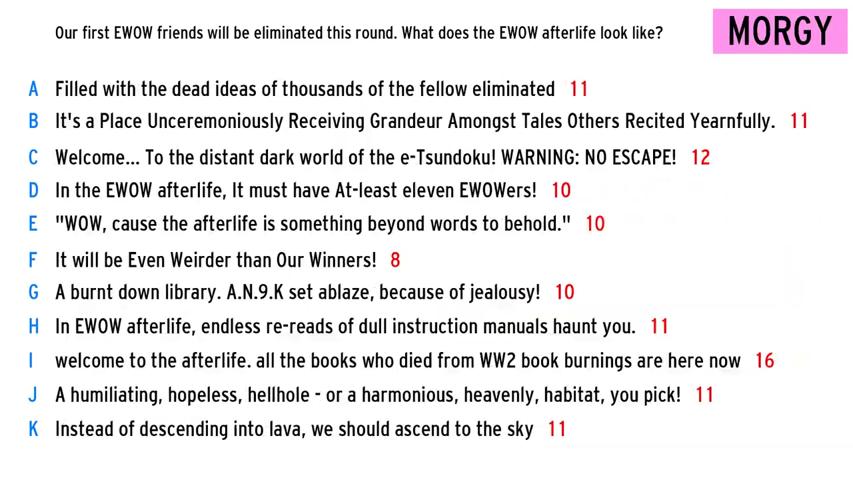 Our first EWOW friends will be eliminated this round. What does the EWOW afterlife look like?
MORGY
A Filled with the dead ideas of thousands of the fellow eliminated 11
B It's a Place Unceremoniously Receiving Grandeur Amongst Tales Others Recited Yearnfully. 11
C Welcome... To the distant dark world of the e-Tsundoku! WARNING: NO ESCAPE! 12
D In the EWOW afterlife, It must have At-least eleven EWOWers! 10
E "WOW, cause the afterlife is something beyond words to behold." 10
F It will be Even Weirder than Our Winners! 8
G A burnt down library. A.N.9.K set ablaze, because of jealousy! 10
H In EWOW afterlife, endless re-reads of dull instruction manuals haunt you. 11
I welcome to the afterlife. all the books who died from WW2 book burnings are here now 16
J A humiliating, hopeless, hellhole - or a harmonious, heavenly, habitat, you pick! 11
K Instead of descending into lava, we should ascend to the sky 11